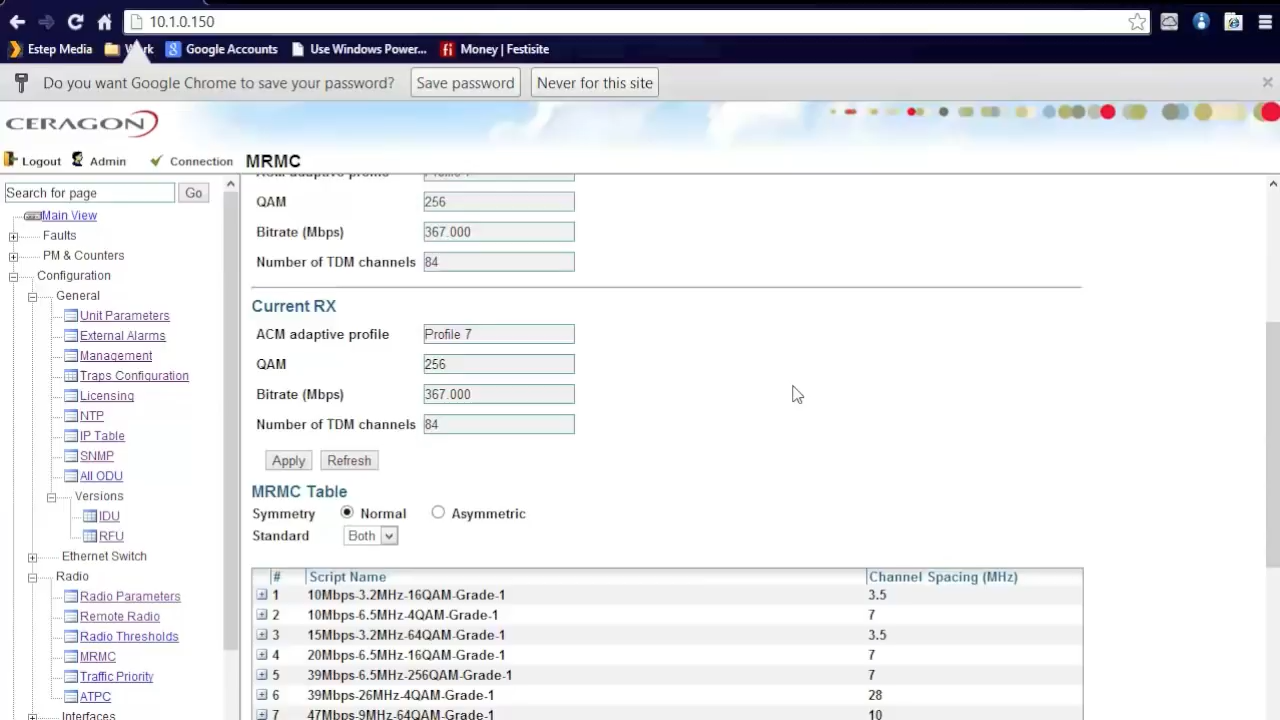 10.1.0.150
Estep Media Work Google Accounts Use Windows Power... Money | Festisite
Do you want Google Chrome to save your password? Save password Never for this site
CERAGON
Logout Admin Connection MRMC
Search for page Go
Main View
Faults
PM & Counters
Configuration
General
Unit Parameters
External Alarms
Management
Traps Configuration
Licensing
NTP
IP Table
SNMP
All ODU
Versions
IDU
RFU
Ethernet Switch
Radio
Radio Parameters
Remote Radio
Radio Thresholds
MRMC
Traffic Priority
ATPC
Interfaces
ACM adaptive profile
QAM 256
Bitrate (Mbps) 367.000
Number of TDM channels 84
Current RX
ACM adaptive profile Profile 7
QAM 256
Bitrate (Mbps) 367.000
Number of TDM channels 84
Apply Refresh
MRMC Table
Symmetry Normal Asymmetric
Standard Both
# Script Name Channel Spacing (MHz)
1 10Mbps-3.2MHz-16QAM-Grade-1 3.5
2 10Mbps-6.5MHz-4QAM-Grade-1 7
3 15Mbps-3.2MHz-64QAM-Grade-1 3.5
4 20Mbps-6.5MHz-16QAM-Grade-1 7
5 39Mbps-6.5MHz-256QAM-Grade-1 7
6 39Mbps-26MHz-4QAM-Grade-1 28
7 47Mbps-9MHz-64QAM-Grade-1 10